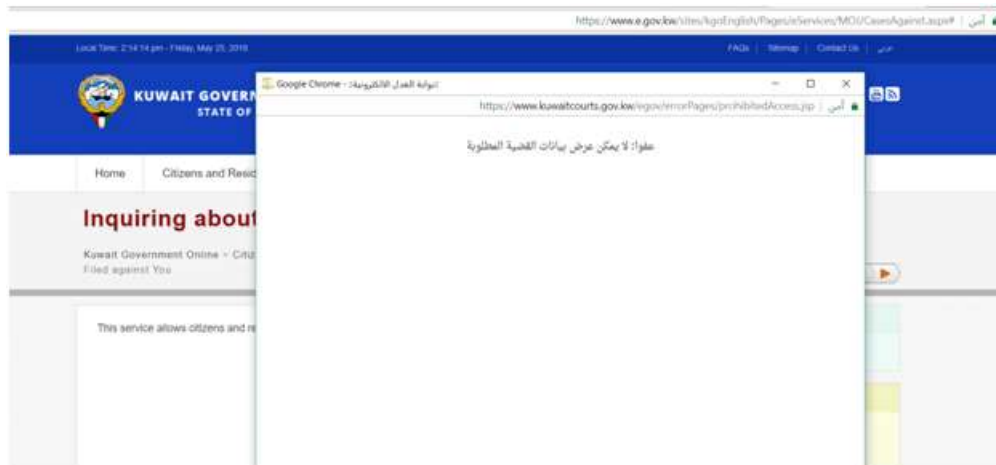 https://www.e.gov.kw/sites/kgoEnglish/Pages/eServices/MOJ/CasesAgainst.aspx# | آمن
Local Time: 2:14:14 pm - Friday, May 25, 2018
FAQs | Sitemap | Contact Us | عربي
Google Chrome - ::بوابة العدل الالكترونية::
https://www.kuwaitcourts.gov.kw/egov/errorPages/prohibitedAccess.jsp | آمن
KUWAIT GOVERN
STATE OF
عفوا: لا يمكن عرض بيانات القضية المطلوبة
Home Citizens and Resid
Inquiring about
Kuwait Government Online > Citiz
Filed against You
This service allows citizens and re